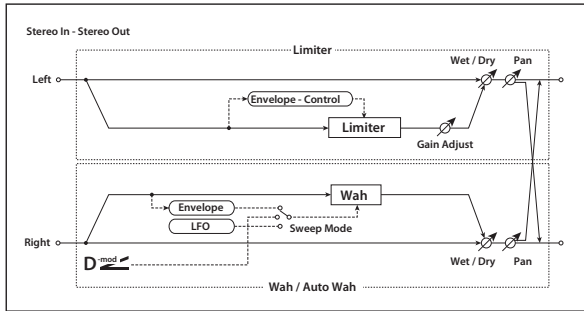 Stereo In - Stereo Out
Limiter
Wet / Dry
Pan
Left
Envelope - Control
Limiter
Gain Adjust
Wah
Envelope
LFO
Sweep Mode
Right
D-mod
Wet / Dry
Pan
Wah / Auto Wah